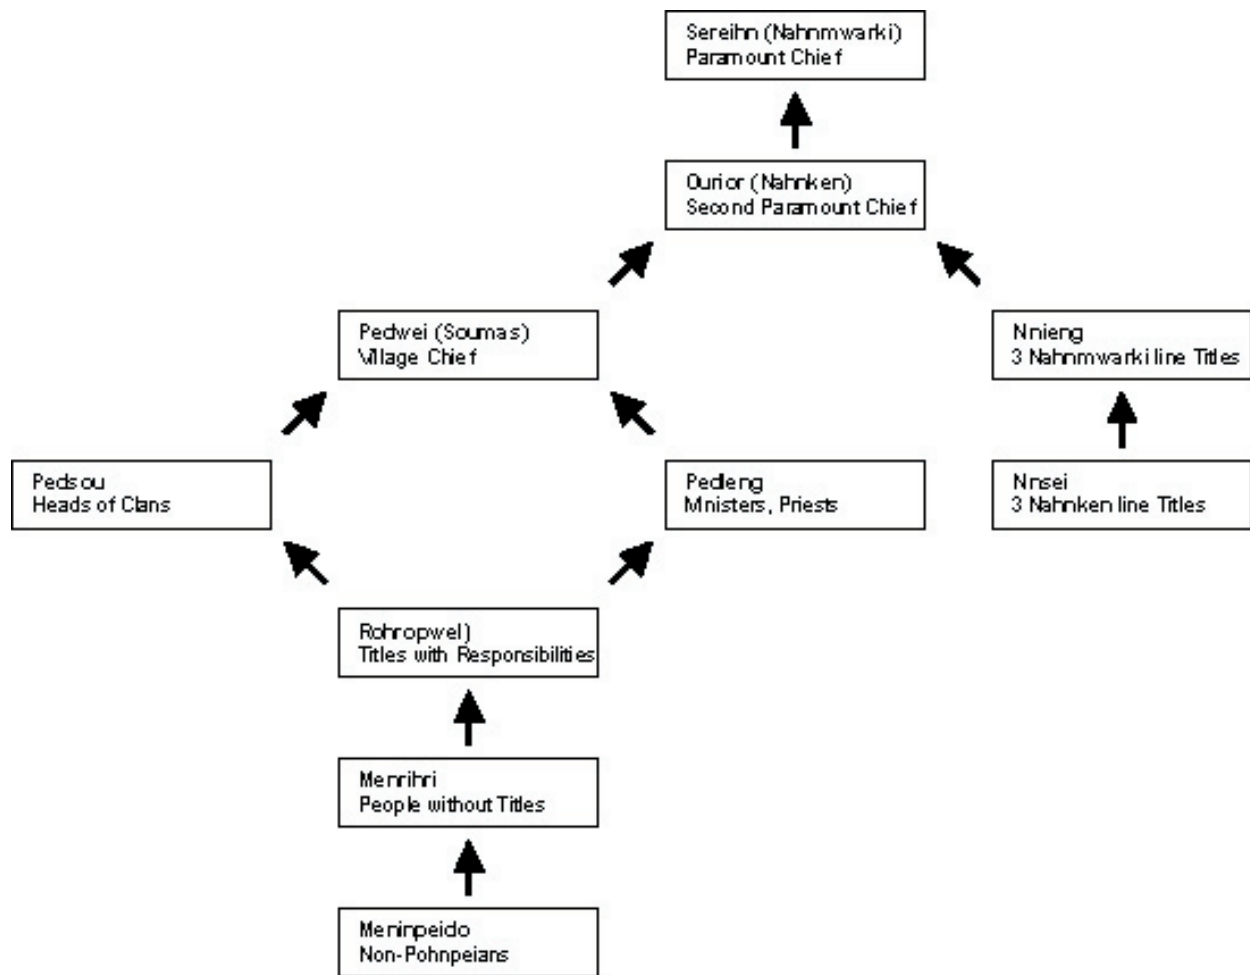 Sereihn (Nahnmwarki)
Paramount Chief
Ourior (Nahnken)
Second Paramount Chief
Pedwei (Soumas)
Village Chief
Nnieng
3 Nahnmwarki line Titles
Pedsou
Heads of Clans
Pedleng
Ministers, Priests
Nnsei
3 Nahnken line Titles
Rohropwel)
Titles with Responsibilities
Menrihri
People without Titles
Meninpeido
Non-Pohnpeians